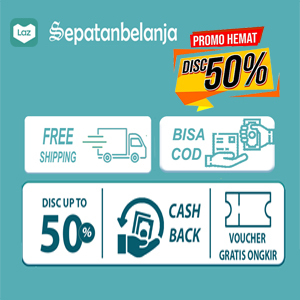 Laz
Sepatanbelanja
PROMO HEMAT
DISC 50%
FREE
SHIPPING
BISA
COD
DISC UP TO
50%
CASH
BACK
VOUCHER
GRATIS ONGKIR